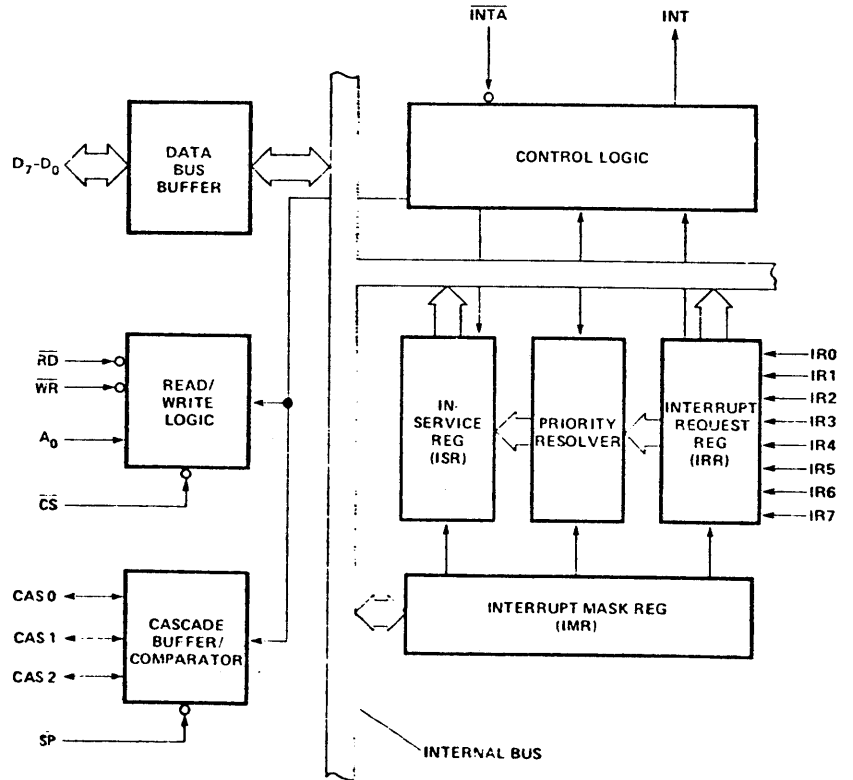 INTA INT
DATA
BUS
BUFFER
D7-D0
CONTROL LOGIC
RD
WR
A0
CS
READ/
WRITE
LOGIC
IN-
SERVICE
REG
(ISR)
PRIORITY
RESOLVER
INTERRUPT
REQUEST
REG
(IRR)
IR0
IR1
IR2
IR3
IR4
IR5
IR6
IR7
CAS 0
CAS 1
CAS 2
SP
CASCADE
BUFFER/
COMPARATOR
INTERRUPT MASK REG
(IMR)
INTERNAL BUS